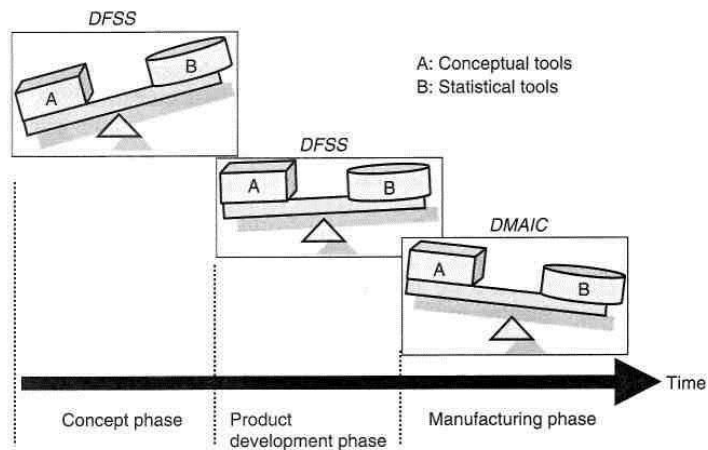 DFSS
A
B
A: Conceptual tools
B: Statistical tools
DFSS
A
B
DMAIC
A
B
Time
Concept phase
Product
development phase
Manufacturing phase